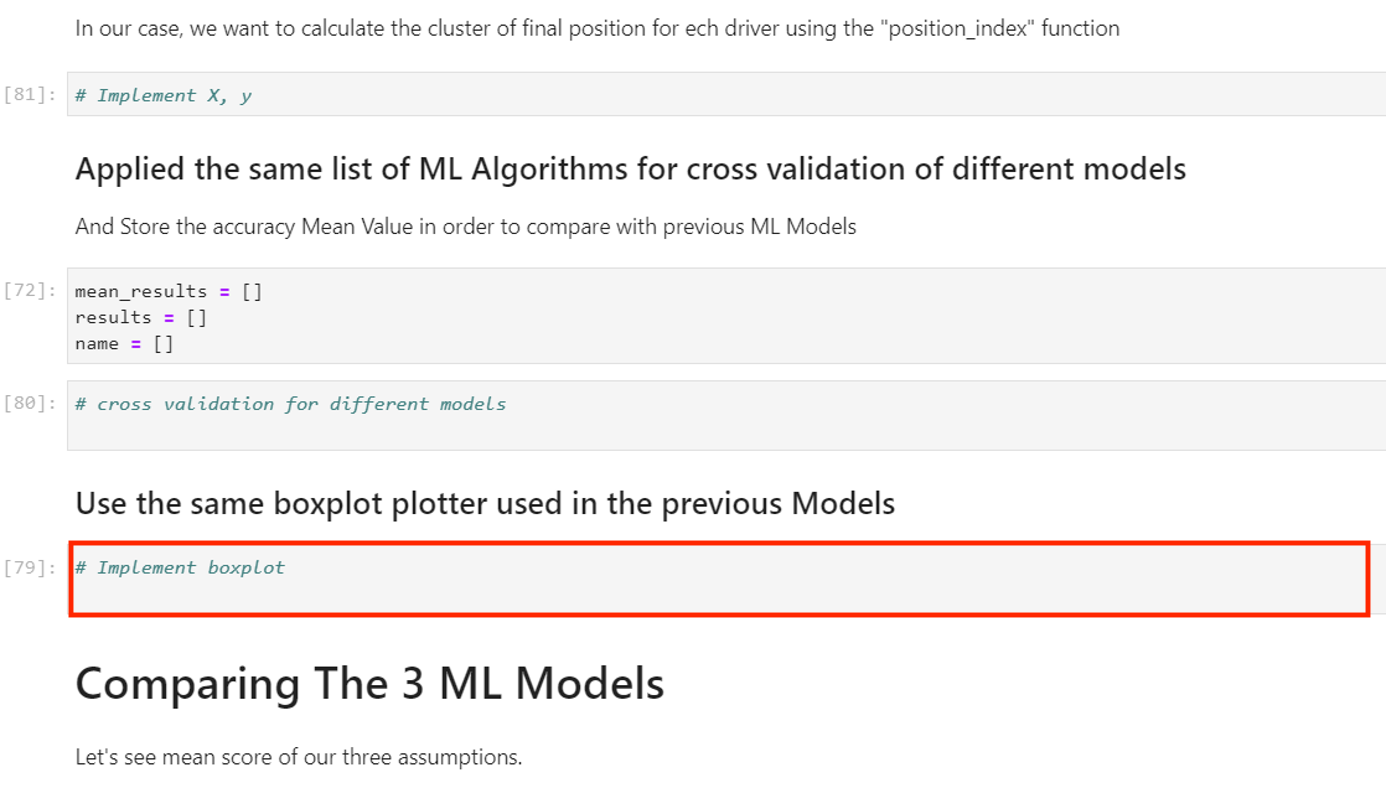 In our case, we want to calculate the cluster of final position for ech driver using the "position_index" function
[81]: # Implement X, y
Applied the same list of ML Algorithms for cross validation of different models
And Store the accuracy Mean Value in order to compare with previous ML Models
[72]: mean_results = []
results = []
name = []
[80]: # cross validation for different models
Use the same boxplot plotter used in the previous Models
[79]: # Implement boxplot
Comparing The 3 ML Models
Let's see mean score of our three assumptions.